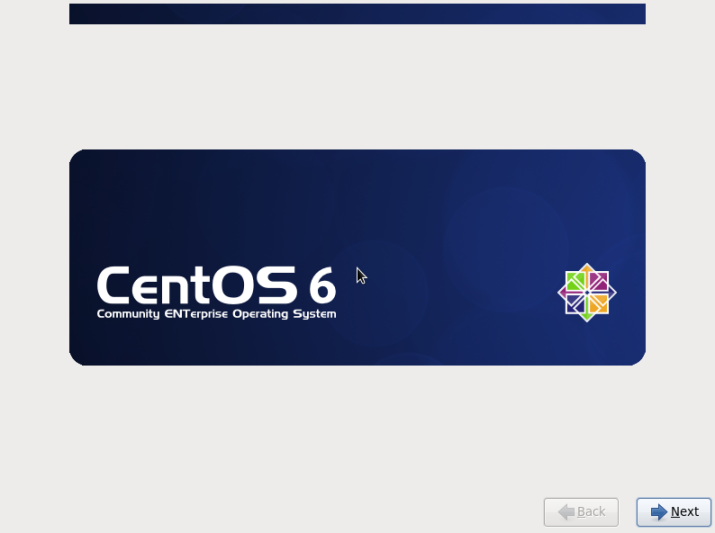 CentOS 6
Community ENTerprise Operating System
Back
Next